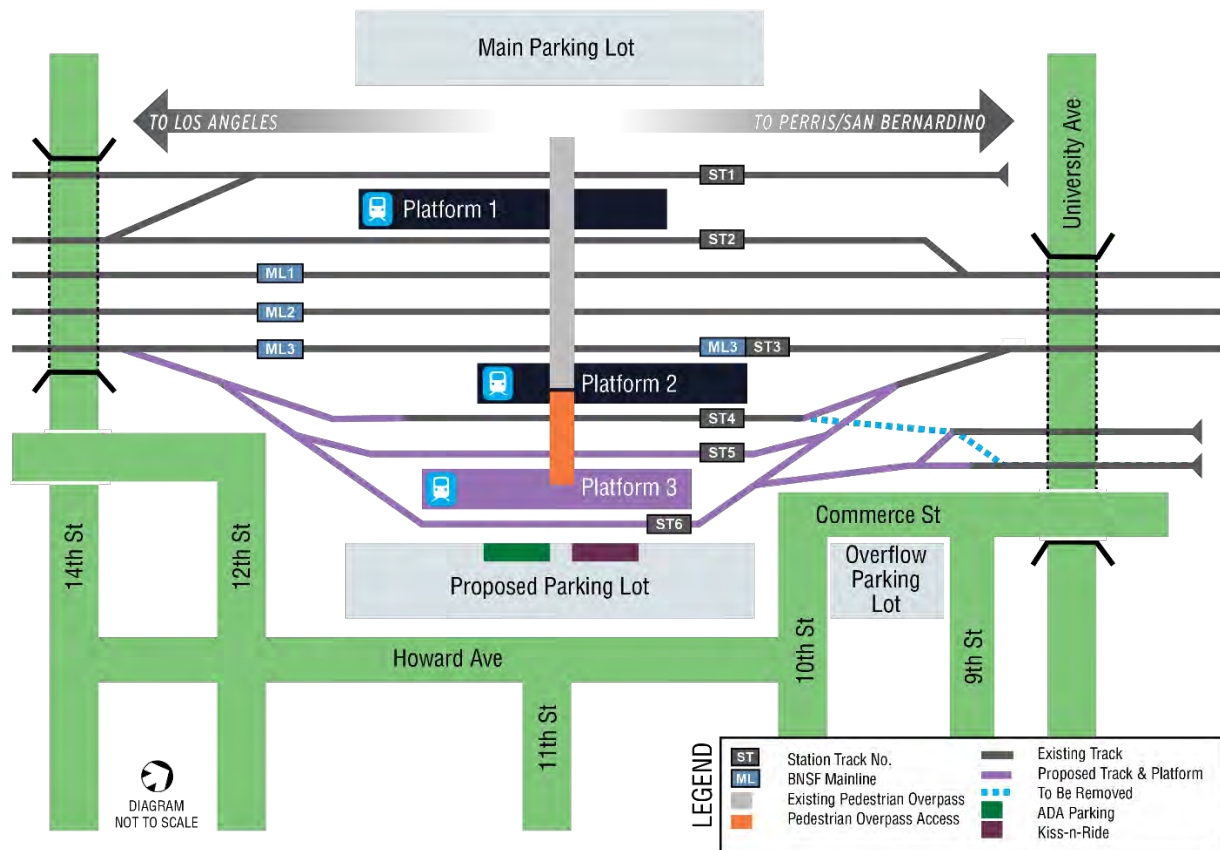 Main Parking Lot
TO LOS ANGELES
TO PERRIS/SAN BERNARDINO
University Ave
ST1
Platform 1
ST2
ML1
ML2
ML3
ML3 ST3
Platform 2
ST4
ST5
Platform 3
ST6
Commerce St
14th St
12th St
Proposed Parking Lot
Overflow
Parking
Lot
10th St
9th St
Howard Ave
11th St
DIAGRAM
NOT TO SCALE
LEGEND
ST Station Track No.
ML BNSF Mainline
Existing Pedestrian Overpass
Pedestrian Overpass Access
Existing Track
Proposed Track & Platform
To Be Removed
ADA Parking
Kiss-n-Ride